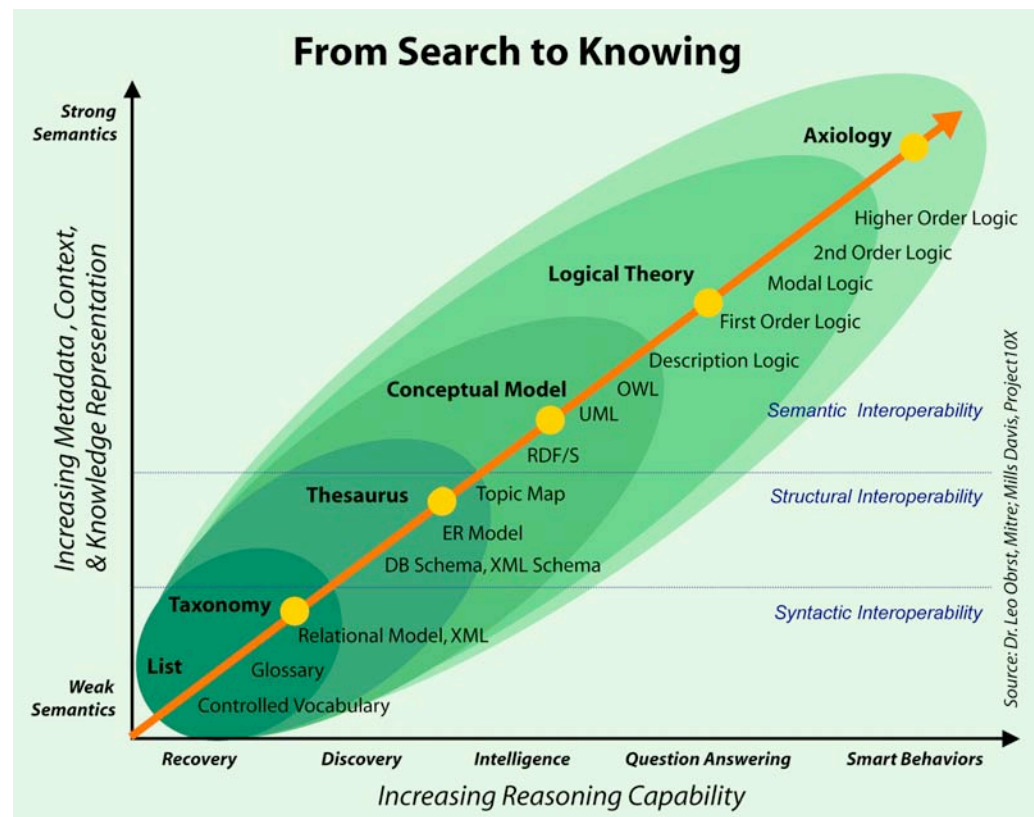 From Search to Knowing
Strong
Semantics
Axiology
Higher Order Logic
2nd Order Logic
Logical Theory
Modal Logic
First Order Logic
Description Logic
Conceptual Model
OWL
UML
Semantic Interoperability
RDF/S
Thesaurus
Topic Map
Structural Interoperability
ER Model
DB Schema, XML Schema
Taxonomy
Syntactic Interoperability
Relational Model, XML
List
Glossary
Controlled Vocabulary
Weak
Semantics
Increasing Metadata, Context,
& Knowledge Representation
Source: Dr. Leo Obrst, Mitre; Mills Davis, Project10X
Recovery
Discovery
Intelligence
Question Answering
Smart Behaviors
Increasing Reasoning Capability